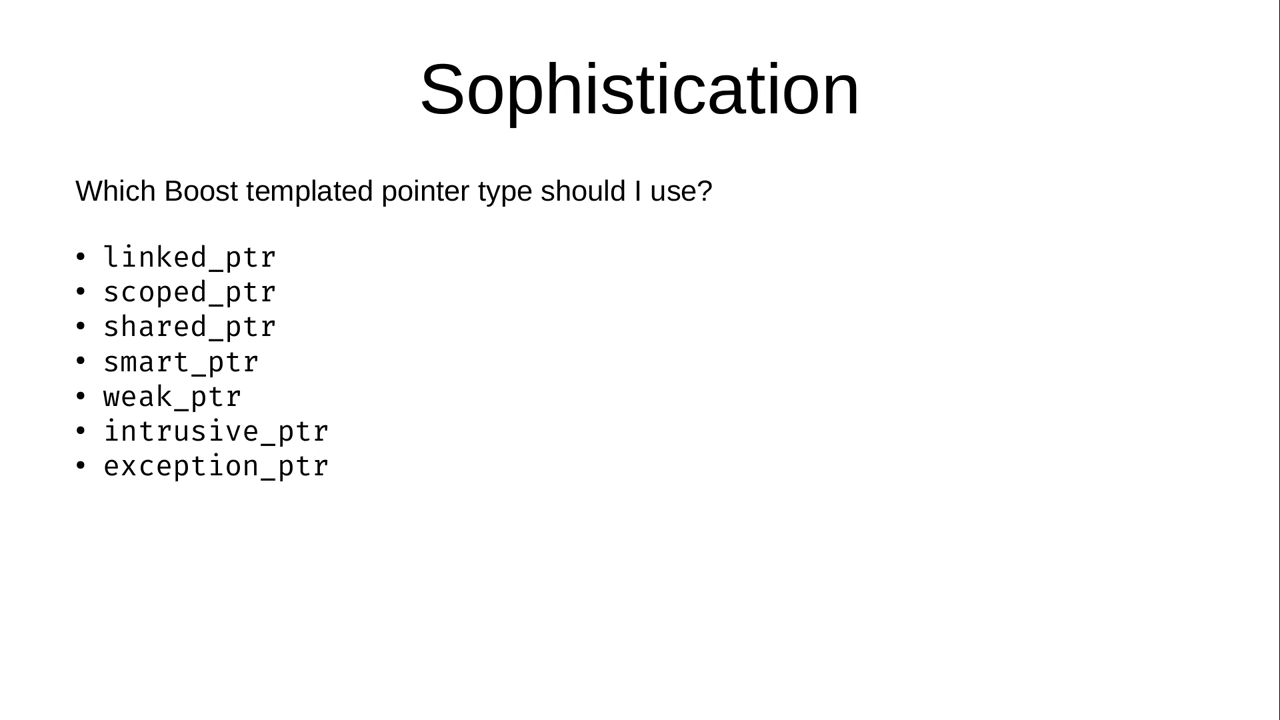 Sophistication
Which Boost templated pointer type should I use?
• linked_ptr
• scoped_ptr
• shared_ptr
• smart_ptr
• weak_ptr
• intrusive_ptr
• exception_ptr